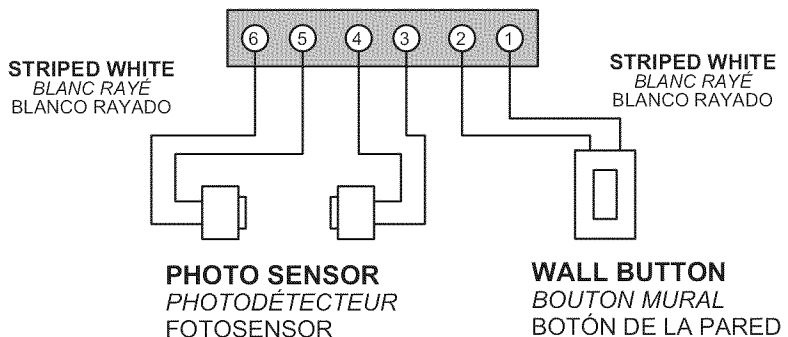 6 5 4 3 2 1
STRIPED WHITE
BLANC RAYÉ
BLANCO RAYADO
STRIPED WHITE
BLANC RAYÉ
BLANCO RAYADO
PHOTO SENSOR
PHOTODÉTECTEUR
FOTOSENSOR
WALL BUTTON
BOUTON MURAL
BOTÓN DE LA PARED